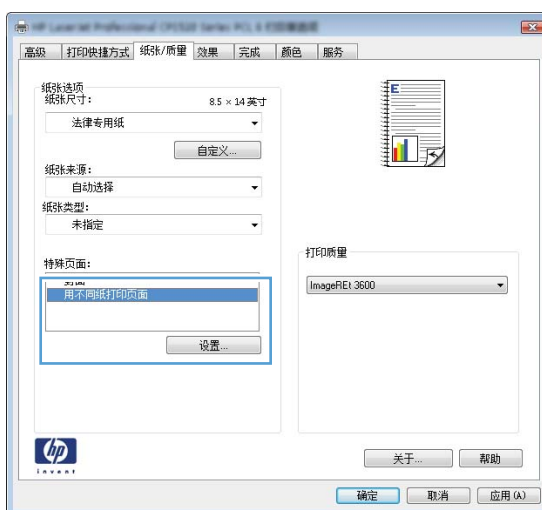 高级 打印快捷方式 纸张/质量 效果 完成 颜色 服务
纸张选项
纸张尺寸: 8.5 × 14 英寸
法律专用纸
自定义...
纸张来源:
自动选择
纸张类型:
未指定
特殊页面:
用不同纸打印页面
设置...
打印质量
ImageREt 3600
E
hp
invent
关于... 帮助
确定 取消 应用(A)